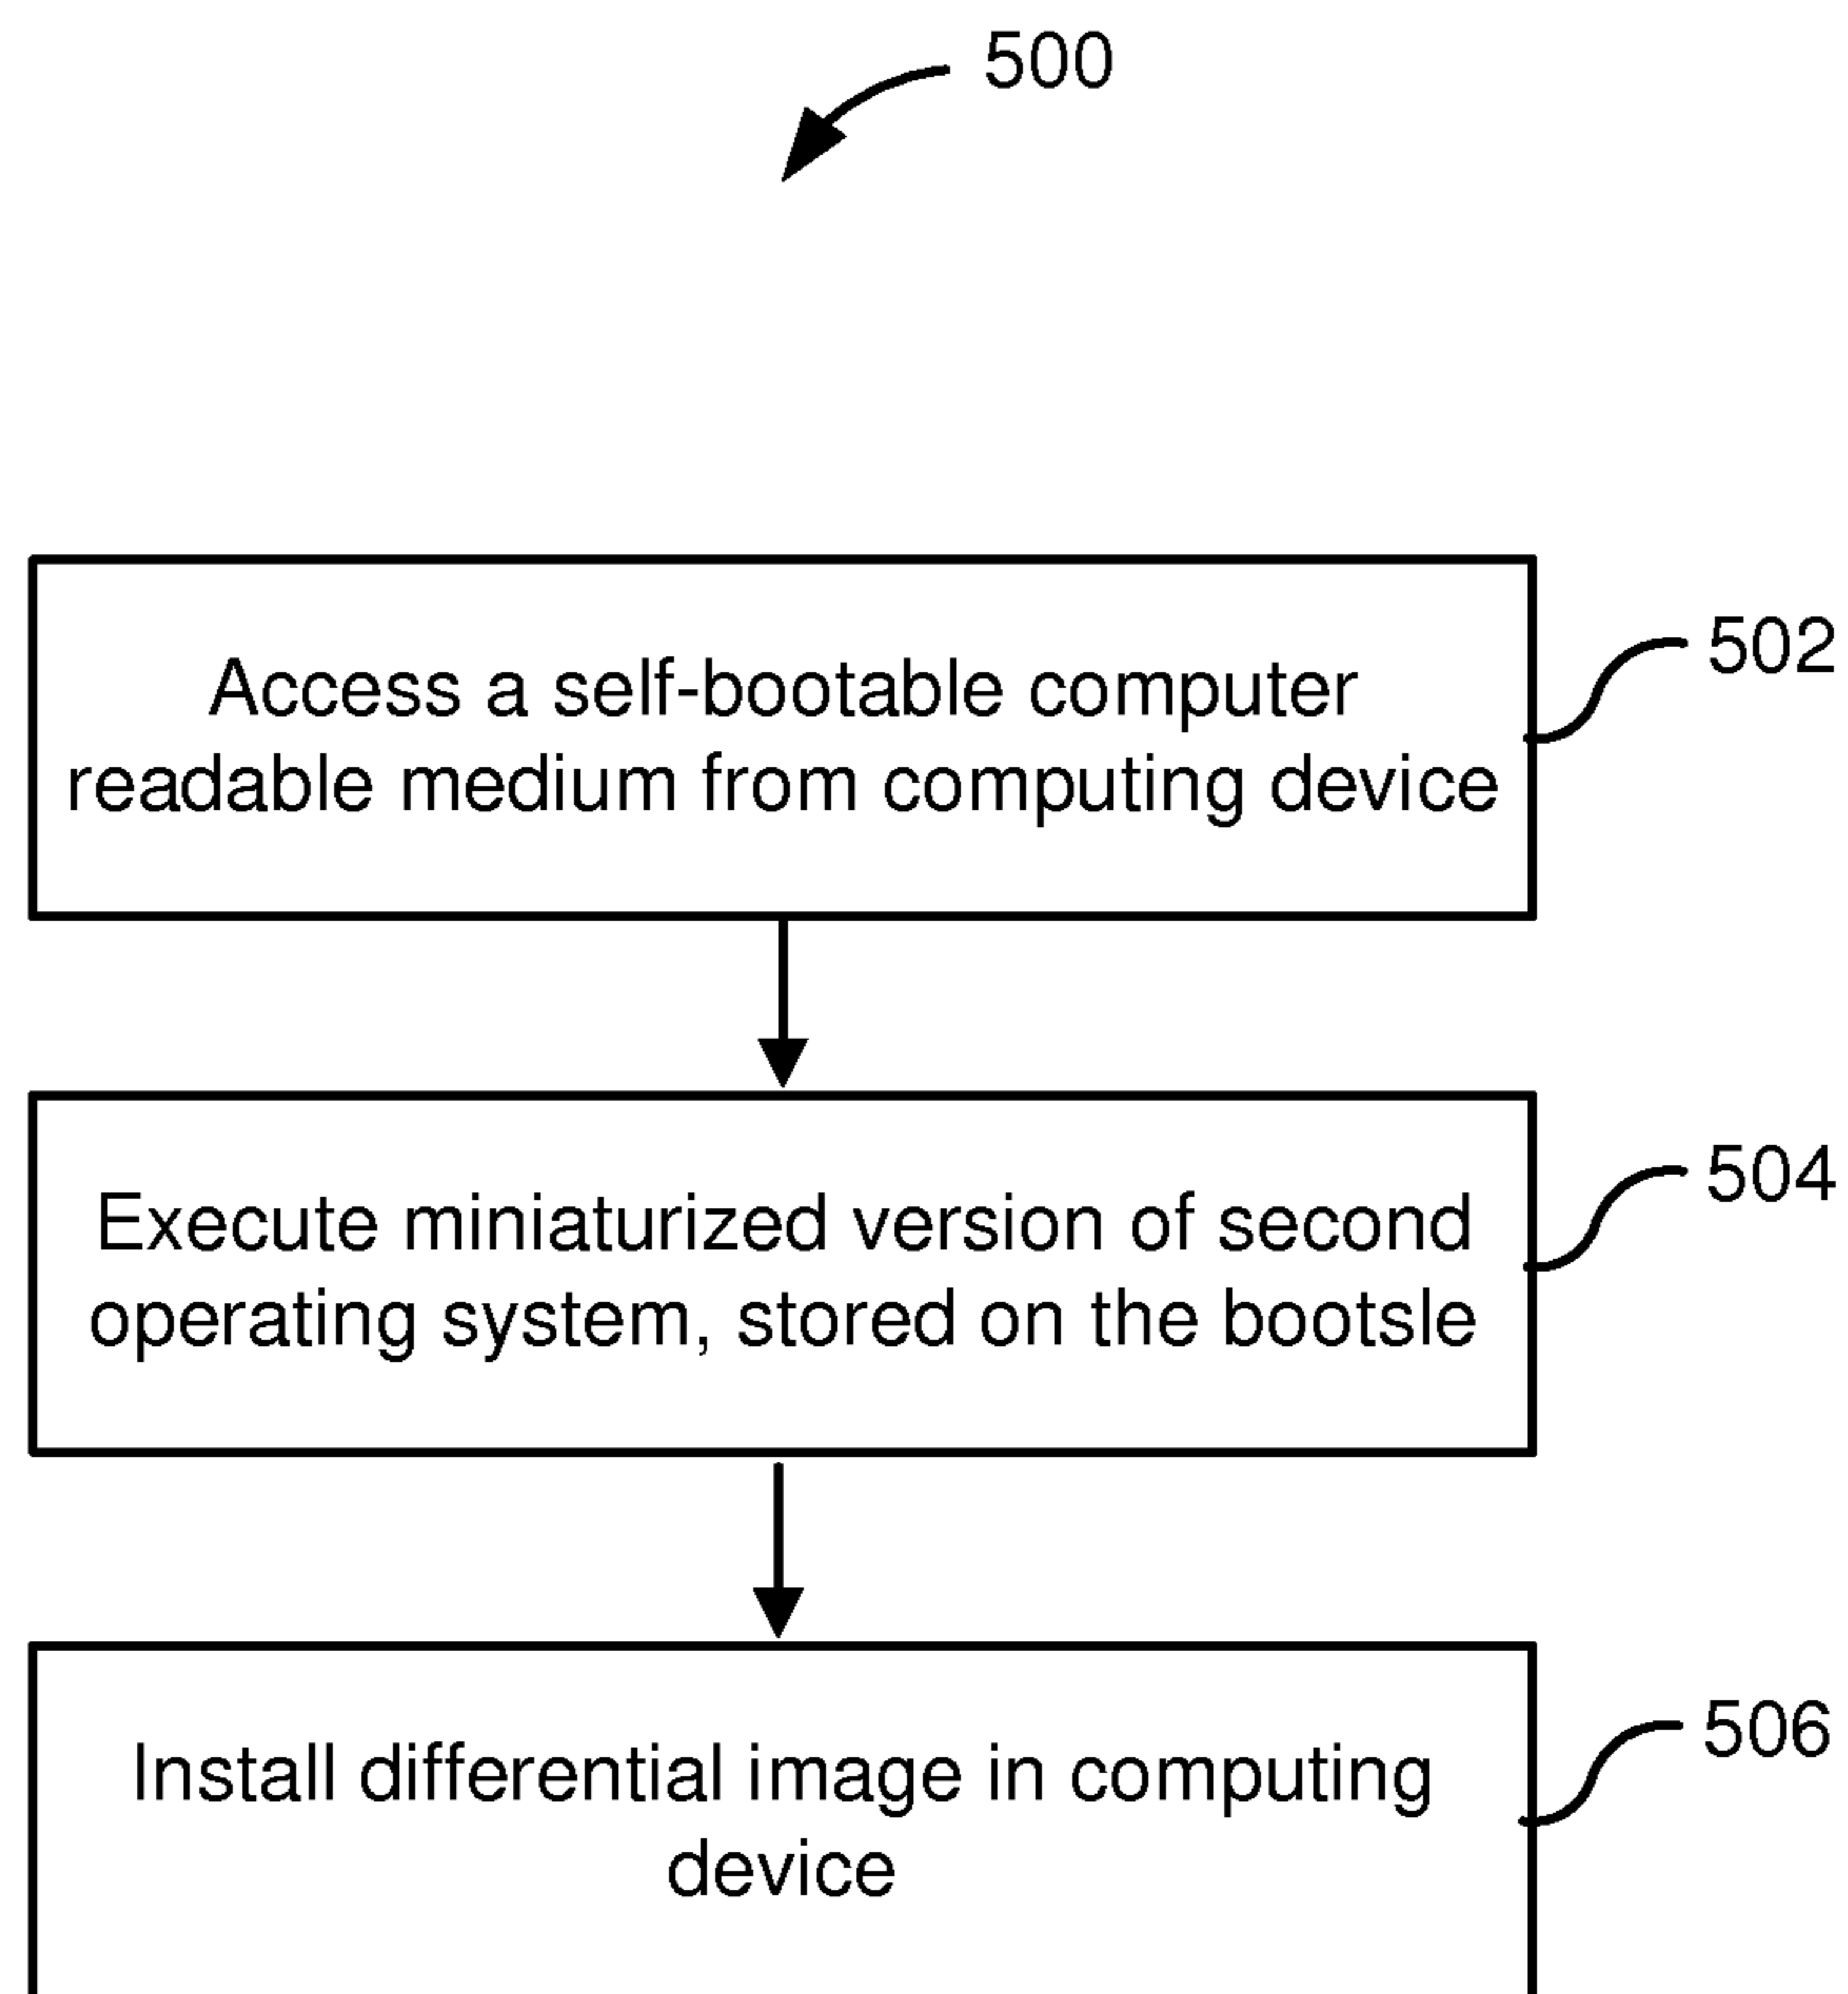 500
Access a self-bootable computer
readable medium from computing device
502
Execute miniaturized version of second
operating system, stored on the bootsle
504
Install differential image in computing
device
506